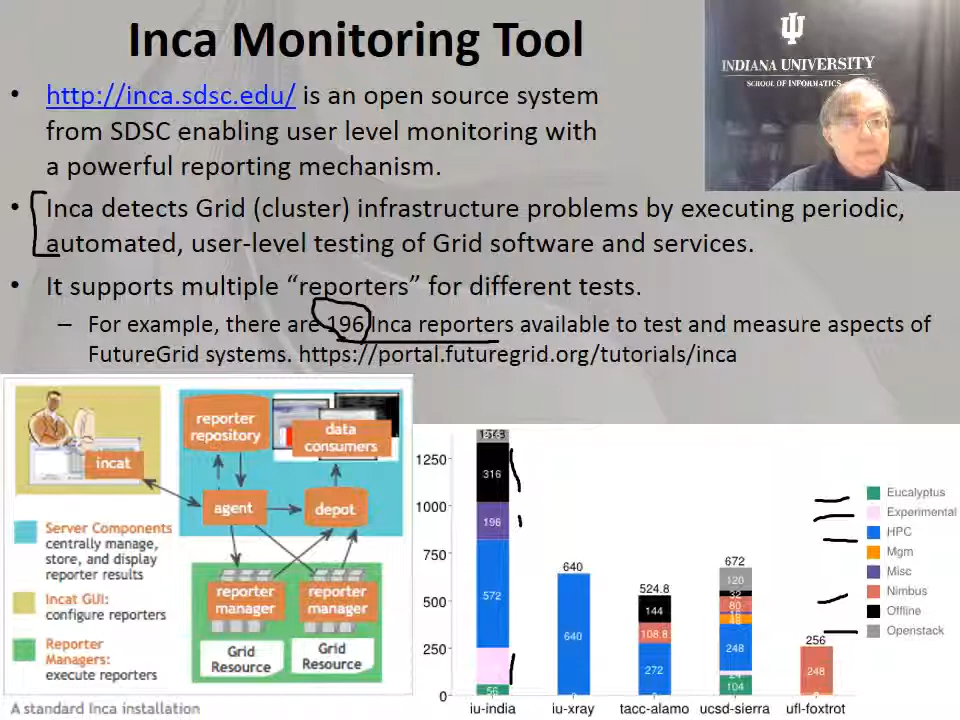 Inca Monitoring Tool
INDIANA UNIVERSITY
SCHOOL OF INFORMATICS
• http://inca.sdsc.edu/ is an open source system
from SDSC enabling user level monitoring with
a powerful reporting mechanism.
• Inca detects Grid (cluster) infrastructure problems by executing periodic,
automated, user-level testing of Grid software and services.
• It supports multiple “reporters” for different tests.
– For example, there are 196 Inca reporters available to test and measure aspects of
FutureGrid systems. https://portal.futuregrid.org/tutorials/inca
incat
reporter
repository
data
consumers
agent
depot
reporter
manager
reporter
manager
Grid
Resource
Grid
Resource
Server Components
centrally manage,
store, and display
reporter results
Incat GUI:
configure reporters
Reporter
Managers:
execute reporters
A standard Inca installation
1250
1000
750
500
250
0
316
196
572
56
640
640
524.8
144
108.8
272
672
120
32
80
48
248
24
104
256
248
iu-india
iu-xray
tacc-alamo
ucsd-sierra
ufl-foxtrot
Eucalyptus
Experimental
HPC
Mgm
Misc
Nimbus
Offline
Openstack